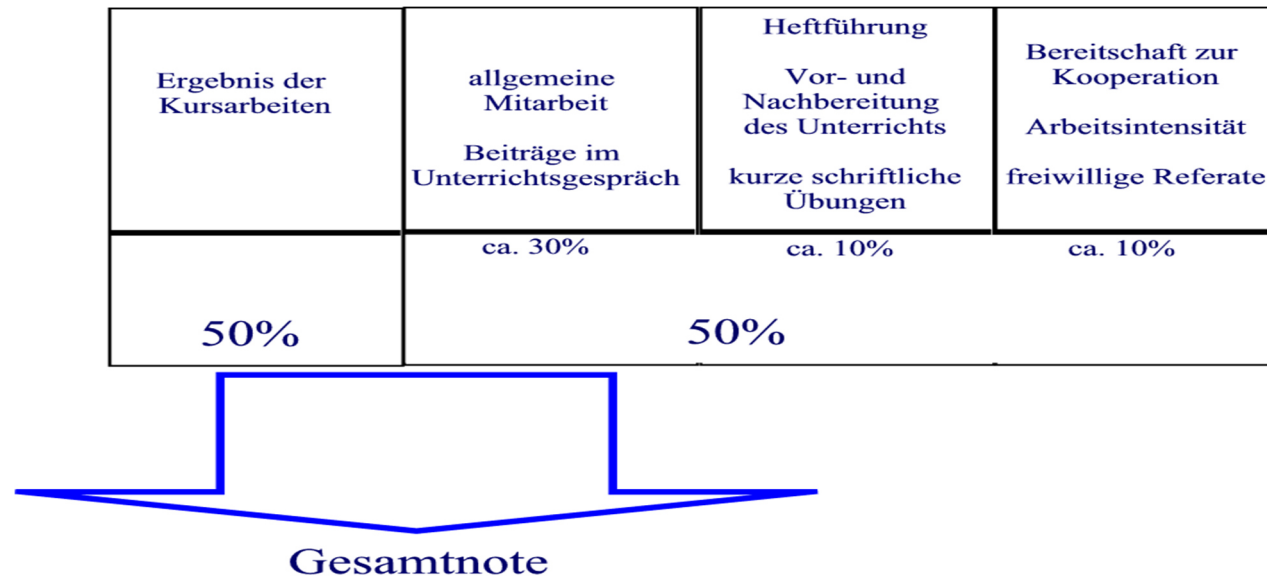 Ergebnis der
Kursarbeiten
allgemeine
Mitarbeit
Beiträge im
Unterrichtsgespräch
Heftführung
Vor- und
Nachbereitung
des Unterrichts
kurze schriftliche
Übungen
Bereitschaft zur
Kooperation
Arbeitsintensität
freiwillige Referate
ca. 30%
ca. 10%
ca. 10%
50%
50%
Gesamtnote